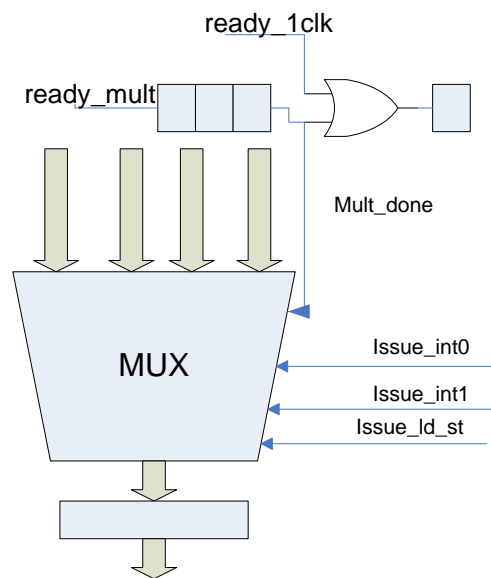 ready_1clk
ready_mult
Mult_done
MUX
Issue_int0
Issue_int1
Issue_ld_st